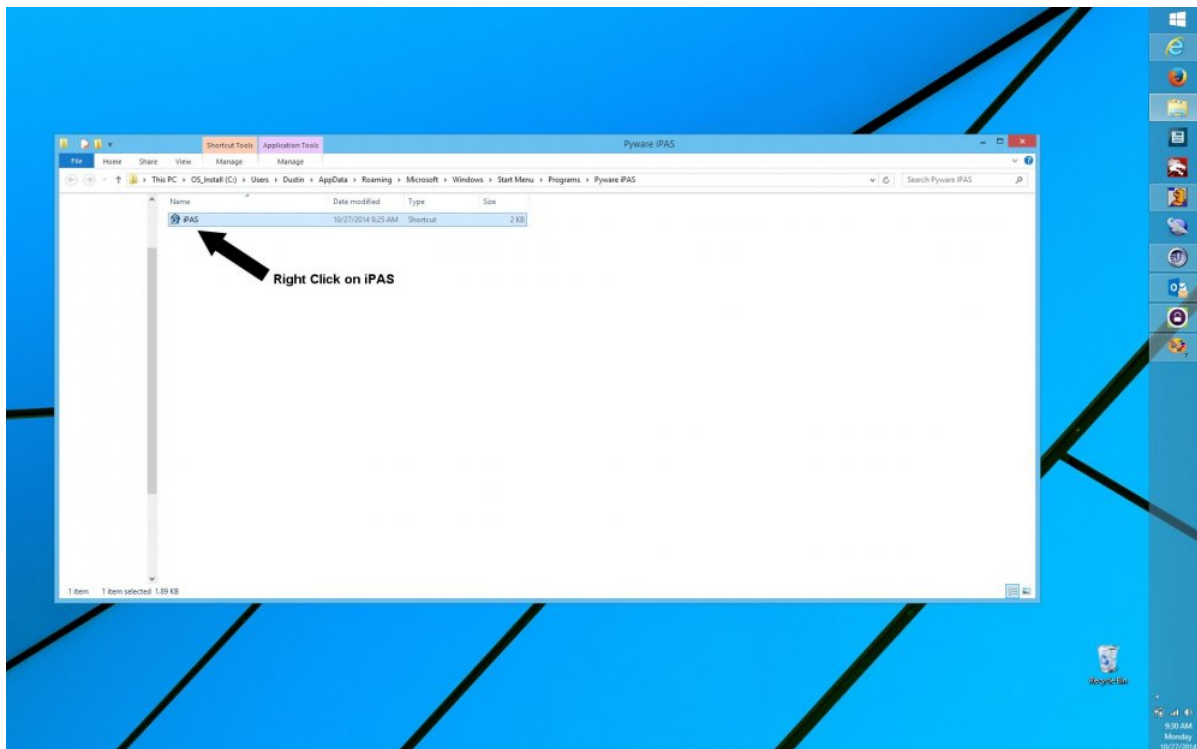 Shortcut Tools Application Tools Pyware iPAS
File Home Share View Manage Manage
This PC OS_Install (C:) Users Dustin AppData Roaming Microsoft Windows Start Menu Programs Pyware iPAS Search Pyware iPAS
Name Date modified Type Size
iPAS 10/27/2014 9:25 AM Shortcut 2 KB
Right Click on iPAS
1 item 1 item selected 1.89 KB
Recycle Bin
9:30 AM
Monday
10/27/2014